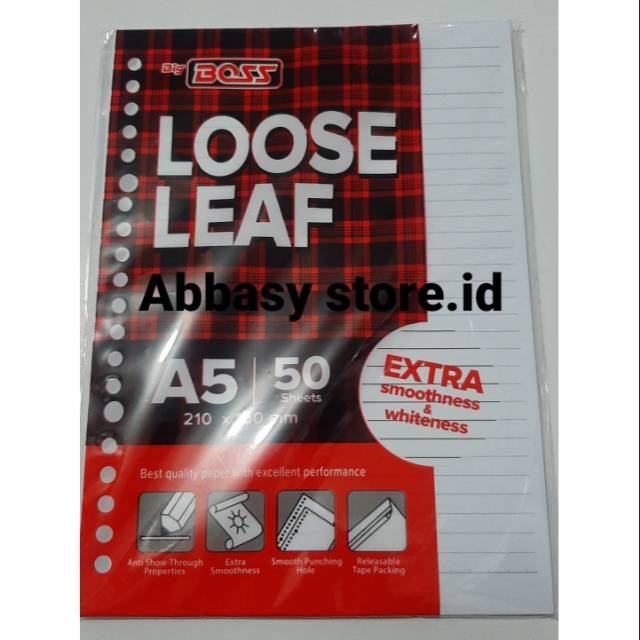 Big BOSS
LOOSE
LEAF
Abbasy store.id
A5 50
Sheets
210 x mm
EXTRA
smoothness
&
whiteness
Best quality paper with excellent performance
Anti Show-Through
Properties
Extra
Smoothness
Smooth Punching
Hole
Releasable
Tape Packing